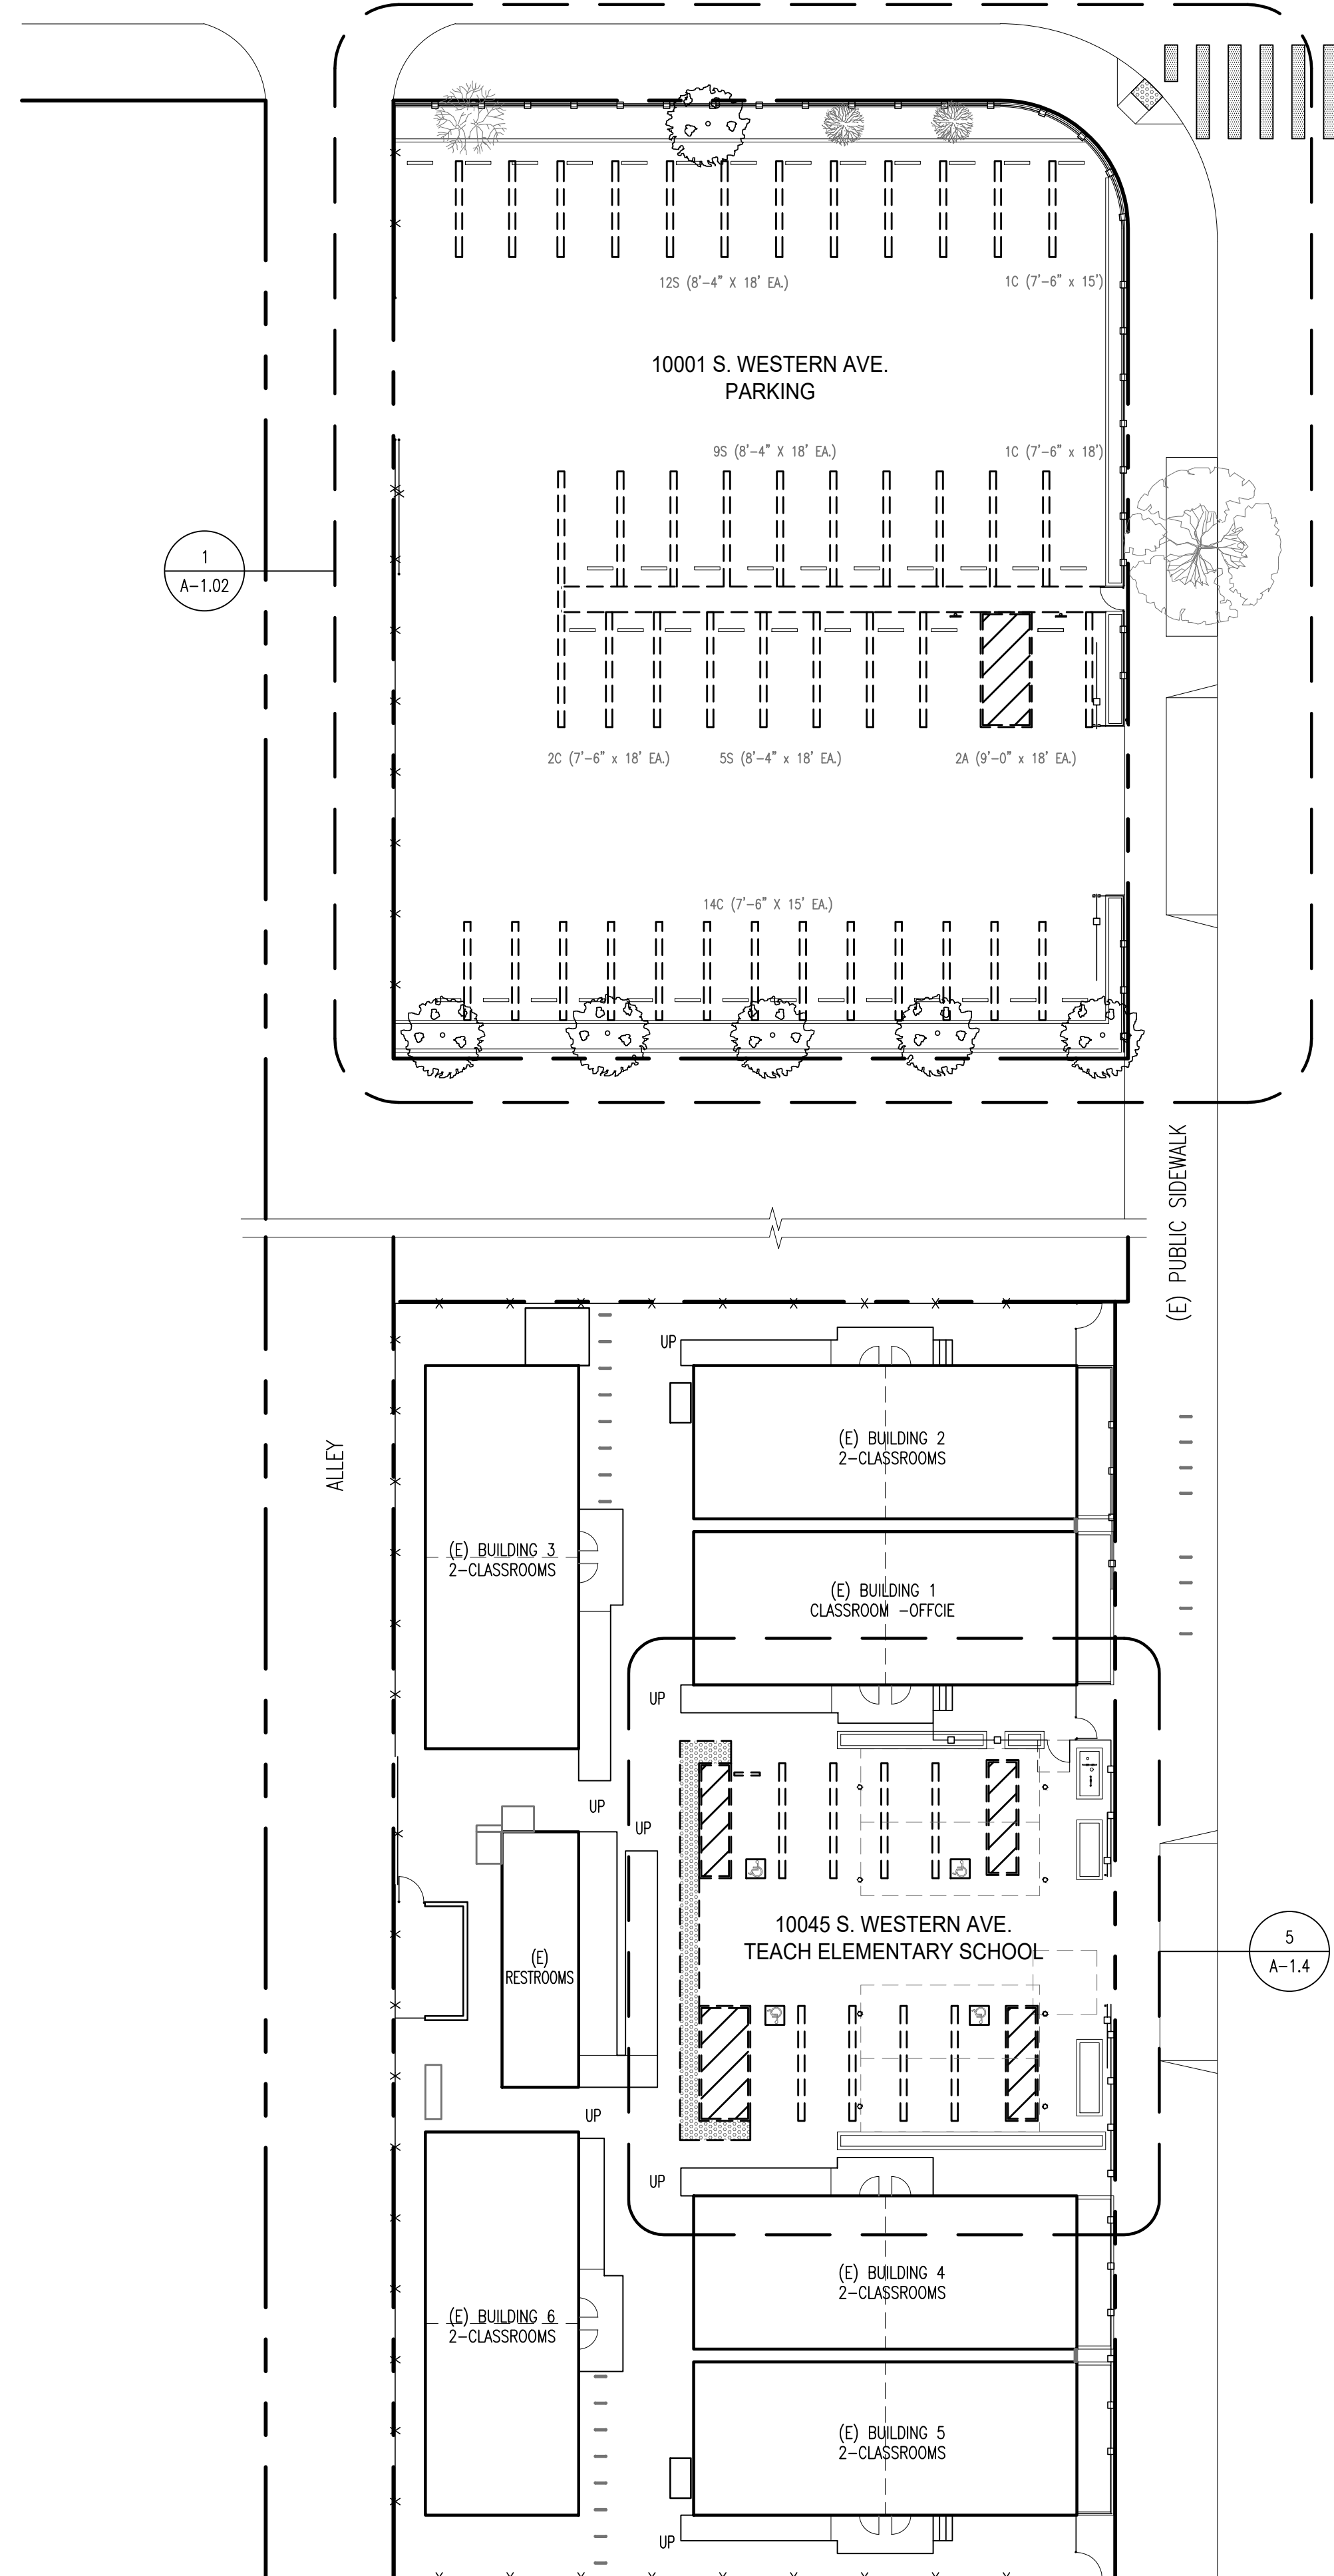 12S (8'-4" X 18' EA.)
1C (7'-6" x 15')
10001 S. WESTERN AVE.
PARKING
9S (8'-4" X 18' EA.)
1C (7'-6" x 18')
1
A-1.02
2C (7'-6" x 18' EA.)
5S (8'-4" x 18' EA.)
2A (9'-0" x 18' EA.)
14C (7'-6" X 15' EA.)
(E) PUBLIC SIDEWALK
UP
ALLEY
(E) BUILDING 2
2-CLASSROOMS
(E) BUILDING 3
2-CLASSROOMS
(E) BUILDING 1
CLASSROOM -OFFCIE
UP
UP
UP
10045 S. WESTERN AVE.
TEACH ELEMENTARY SCHOOL
5
A-1.4
(E)
RESTROOMS
UP
UP
(E) BUILDING 4
2-CLASSROOMS
(E) BUILDING 6
2-CLASSROOMS
(E) BUILDING 5
2-CLASSROOMS
UP